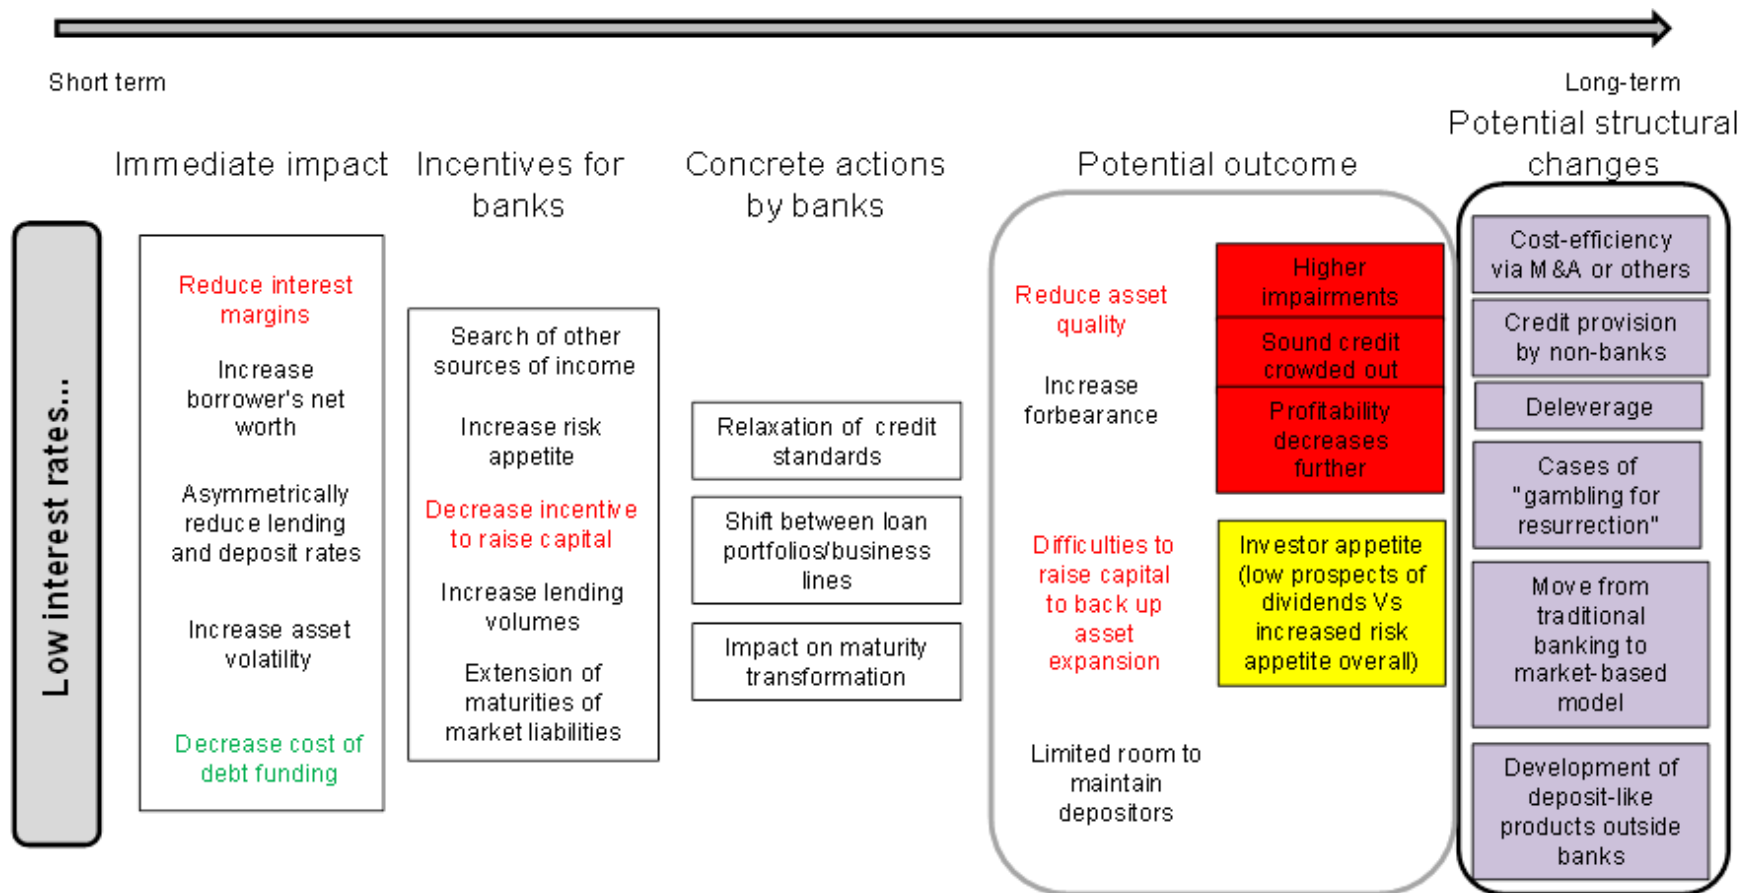 Short term
Long-term
Immediate impact
Incentives for
banks
Concrete actions
by banks
Potential outcome
Potential structural
changes
Low interest rates...
Reduce interest
margins
Increase
borrower's net
worth
Asymmetrically
reduce lending
and deposit rates
Increase asset
volatility
Decrease cost of
debt funding
Search of other
sources of income
Increase risk
appetite
Decrease incentive
to raise capital
Increase lending
volumes
Extension of
maturities of
market liabilities
Relaxation of credit
standards
Shift between loan
portfolios/business
lines
Impact on maturity
transformation
Reduce asset
quality
Increase
forbearance
Difficulties to
raise capital
to back up
asset
expansion
Limited room to
maintain
depositors
Higher
impairments
Sound credit
crowded out
Profitability
decreases
further
Investor appetite
(low prospects of
dividends Vs
increased risk
appetite overall)
Cost-efficiency
via M&A or others
Credit provision
by non-banks
Deleverage
Cases of
"gambling for
resurrection"
Move from
traditional
banking to
market-based
model
Development of
deposit-like
products outside
banks